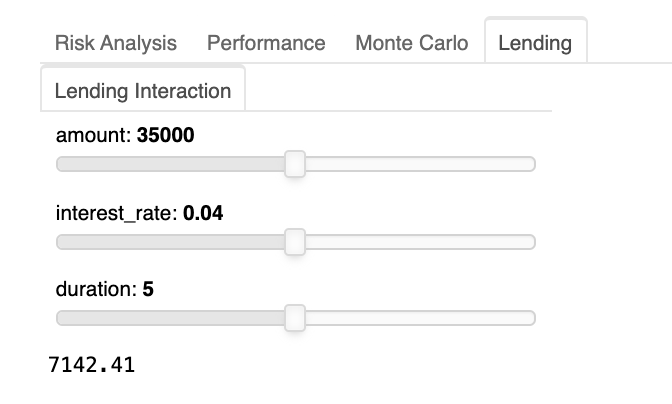 Risk Analysis Performance Monte Carlo Lending
Lending Interaction
amount: 35000
interest_rate: 0.04
duration: 5
7142.41